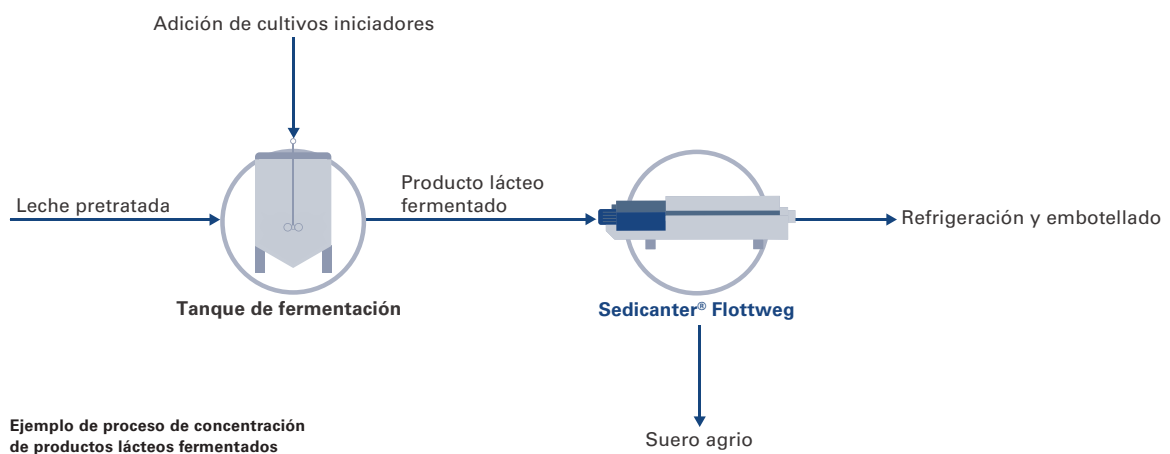 Adición de cultivos iniciadores
Leche pretratada
Producto lácteo
fermentado
Refrigeración y embotellado
Tanque de fermentación
Sedicanter® Flottweg
Ejemplo de proceso de concentración
de productos lácteos fermentados
Suero agrio